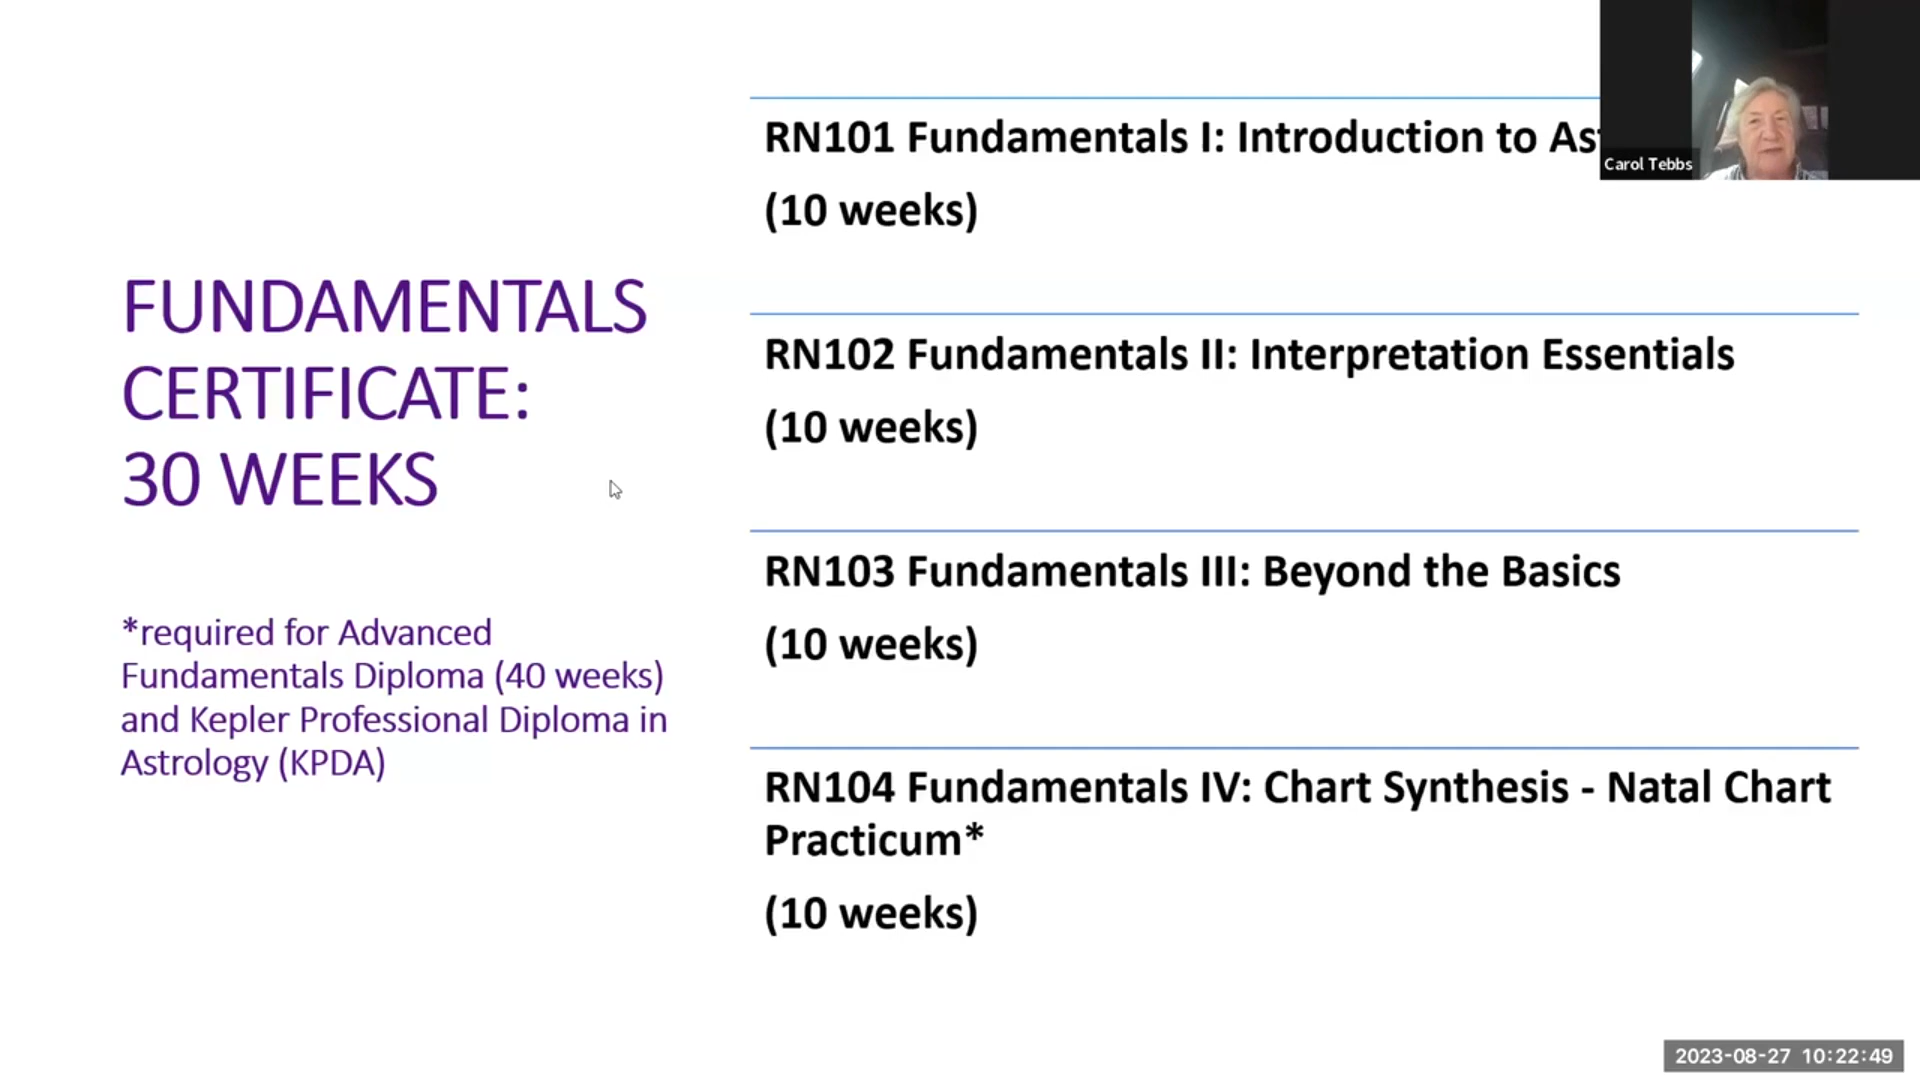 FUNDAMENTALS
CERTIFICATE:
30 WEEKS
*required for Advanced
Fundamentals Diploma (40 weeks)
and Kepler Professional Diploma in
Astrology (KPDA)
RN101 Fundamentals I: Introduction to
(10 weeks)
RN102 Fundamentals II: Interpretation Essentials
(10 weeks)
RN103 Fundamentals III: Beyond the Basics
(10 weeks)
RN104 Fundamentals IV: Chart Synthesis - Natal Chart
Practicum*
(10 weeks)
Carol Tebbs
2023-08-27 10:22:49